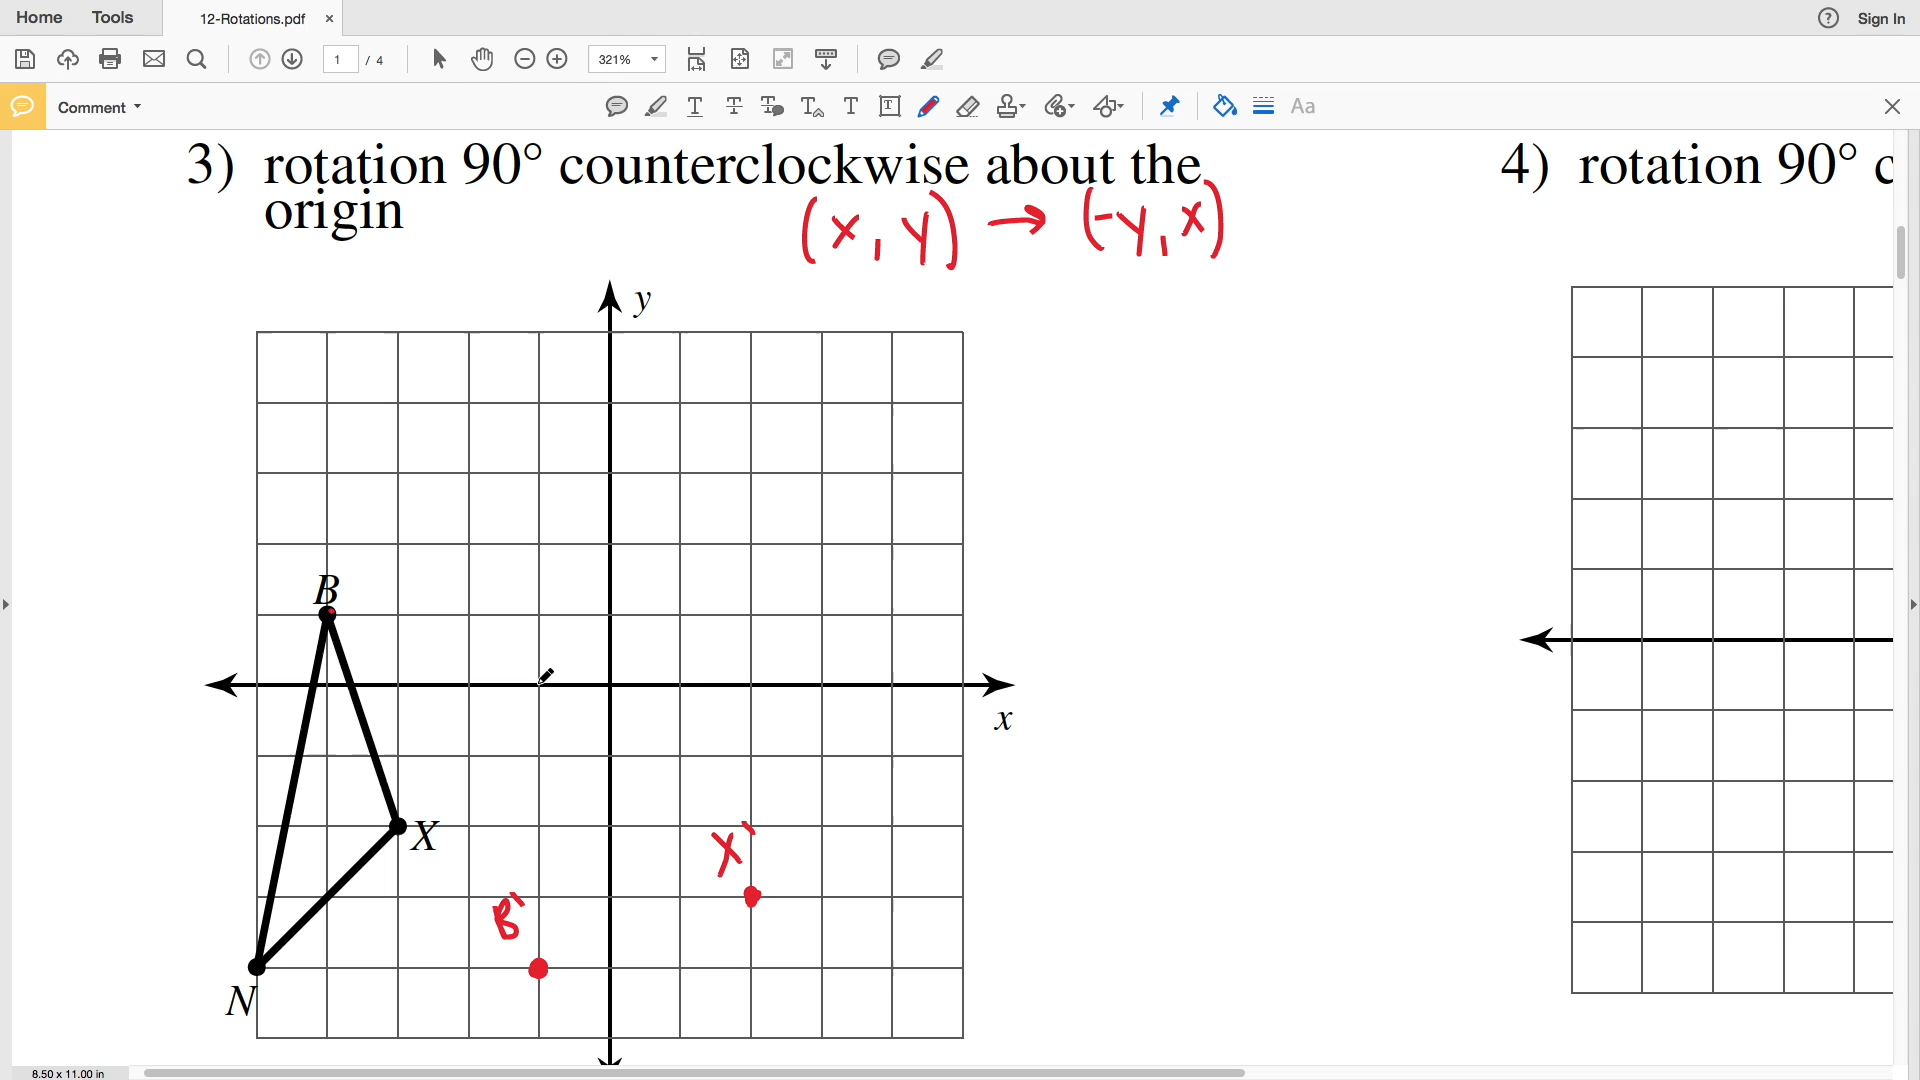 Home Tools 12-Rotations.pdf × ? Sign In
1 / 4 321%
Comment T T T T T T Aa
3) rotation 90° counterclockwise about the
origin
(x, y) → (-y, x)
4) rotation 90° c
y
B
x
X
X'
B'
N
8.50 x 11.00 in